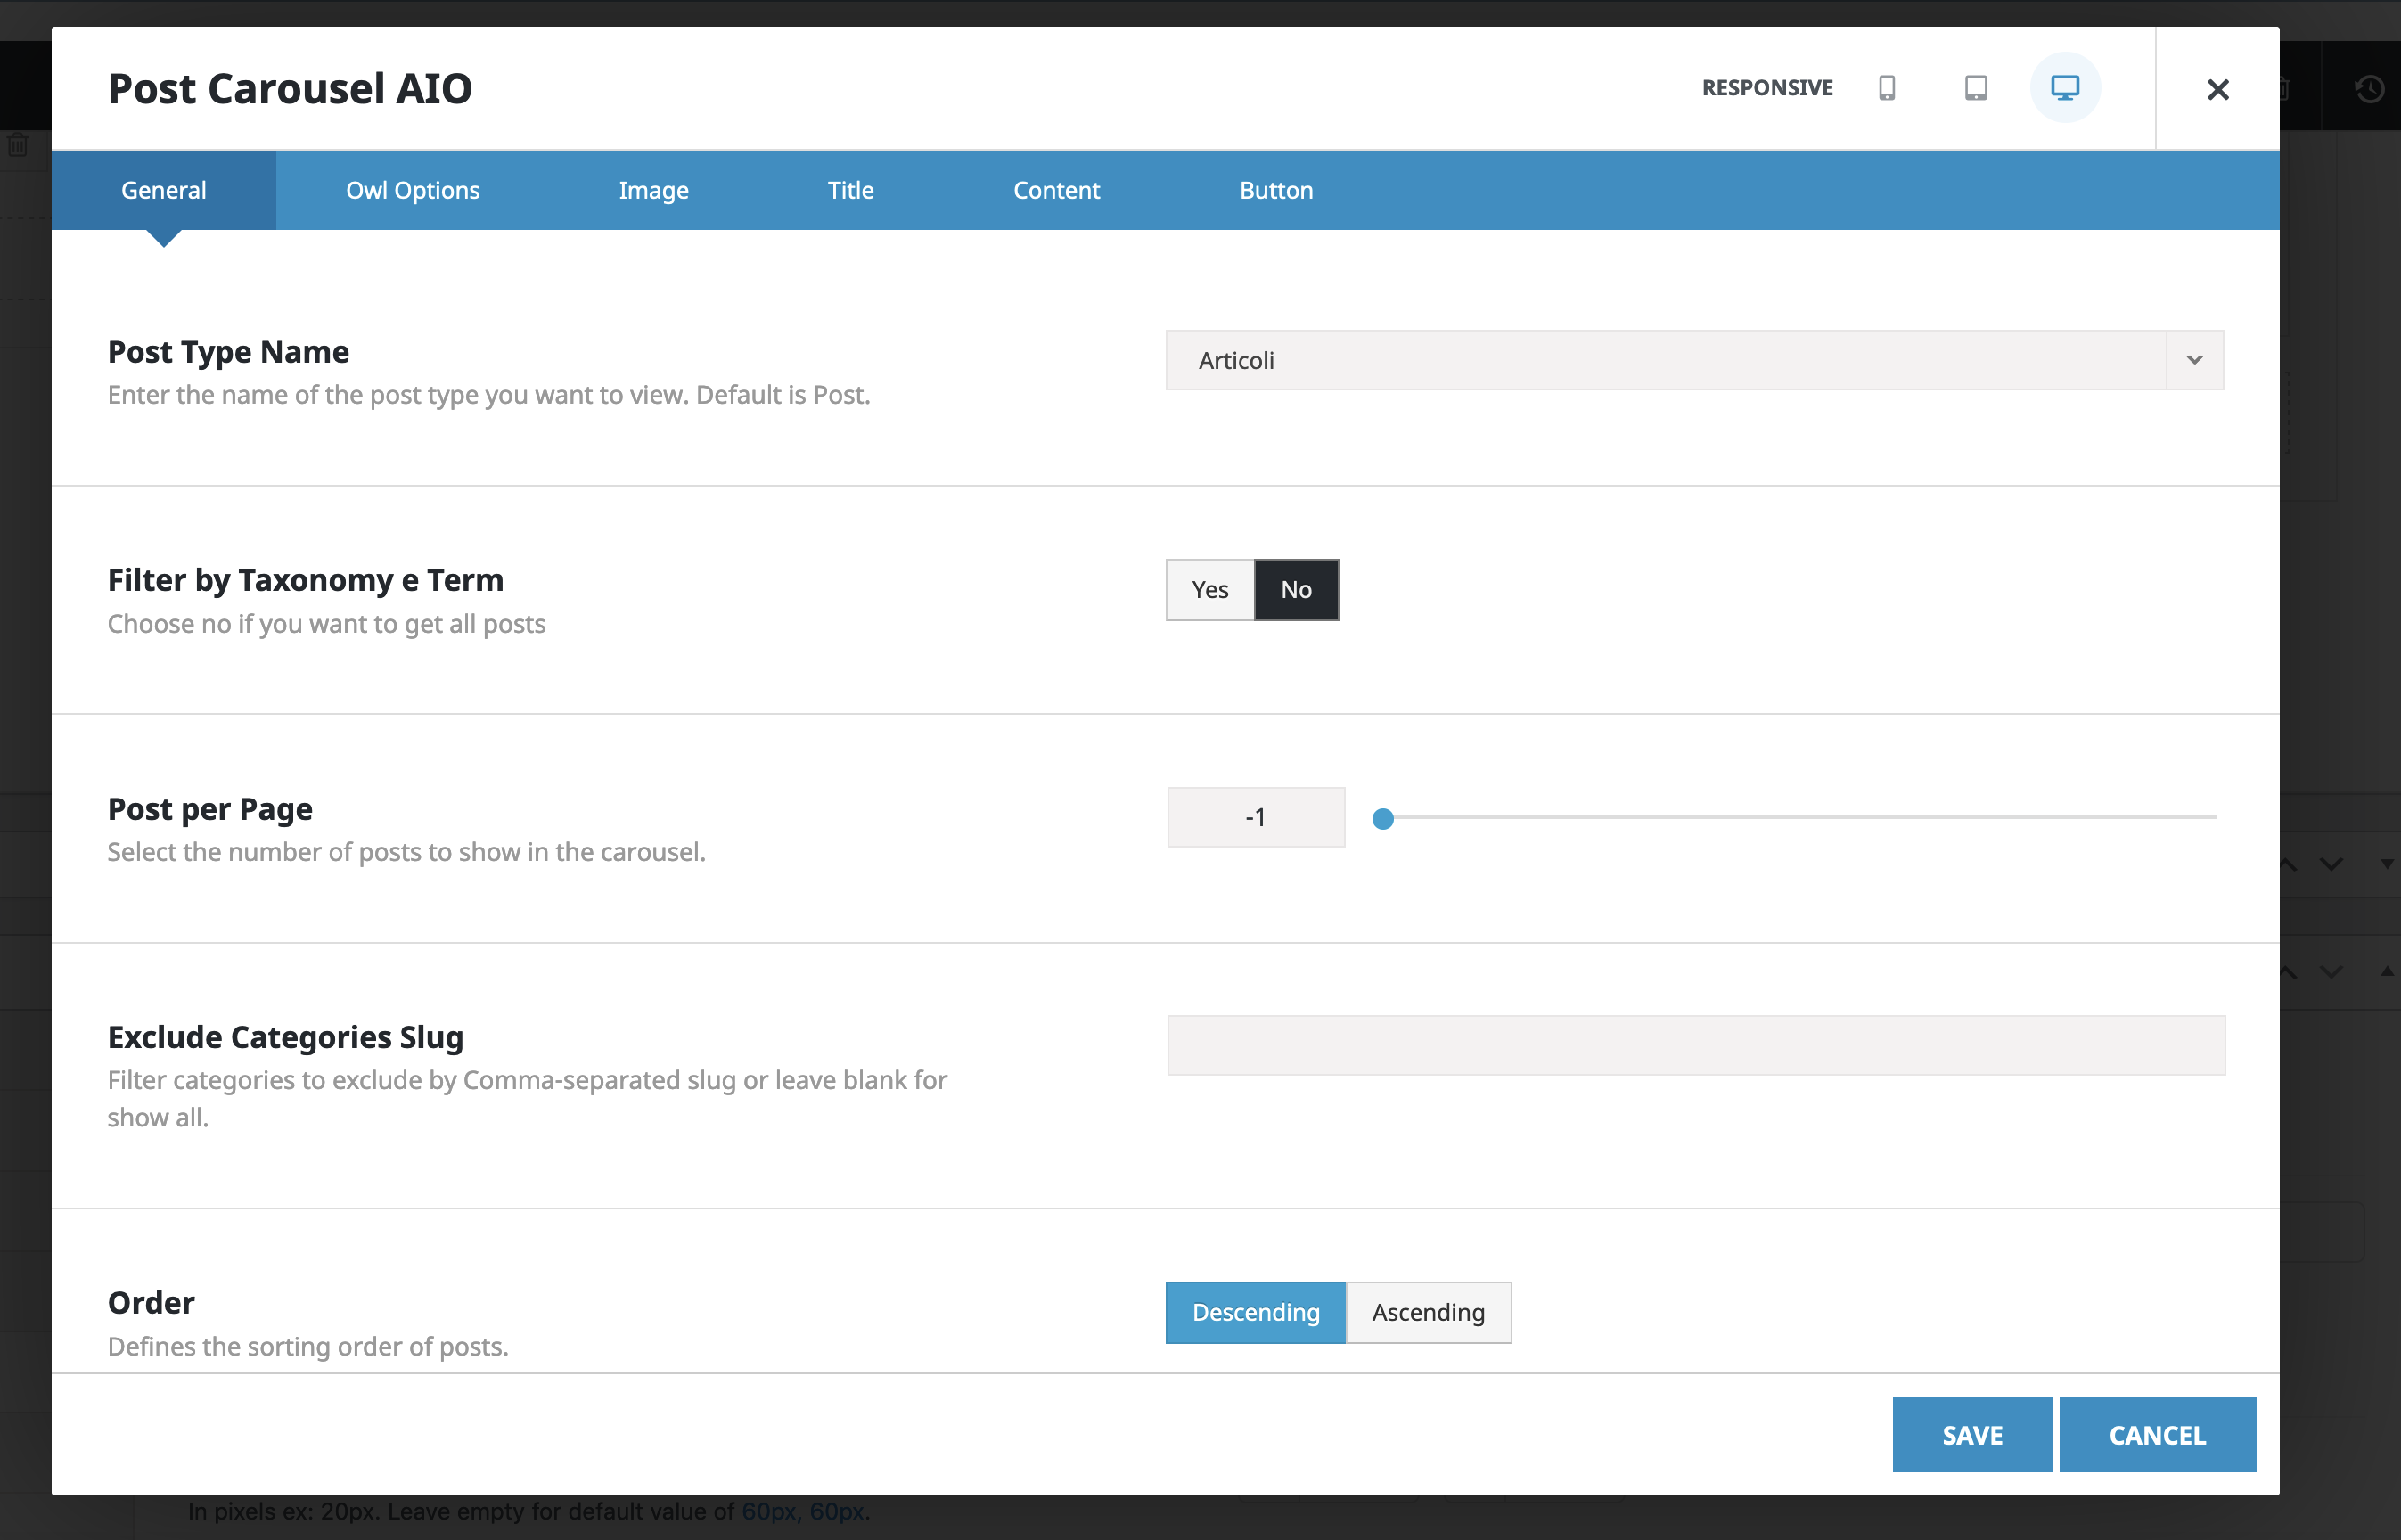 Post Carousel AIO
RESPONSIVE
General
Owl Options
Image
Title
Content
Button
Post Type Name
Enter the name of the post type you want to view. Default is Post.
Articoli
Filter by Taxonomy e Term
Choose no if you want to get all posts
Yes
No
Post per Page
Select the number of posts to show in the carousel.
-1
Exclude Categories Slug
Filter categories to exclude by Comma-separated slug or leave blank for
show all.
Order
Defines the sorting order of posts.
Descending
Ascending
SAVE
CANCEL
In pixels ex: 20px. Leave empty for default value of 60px, 60px.